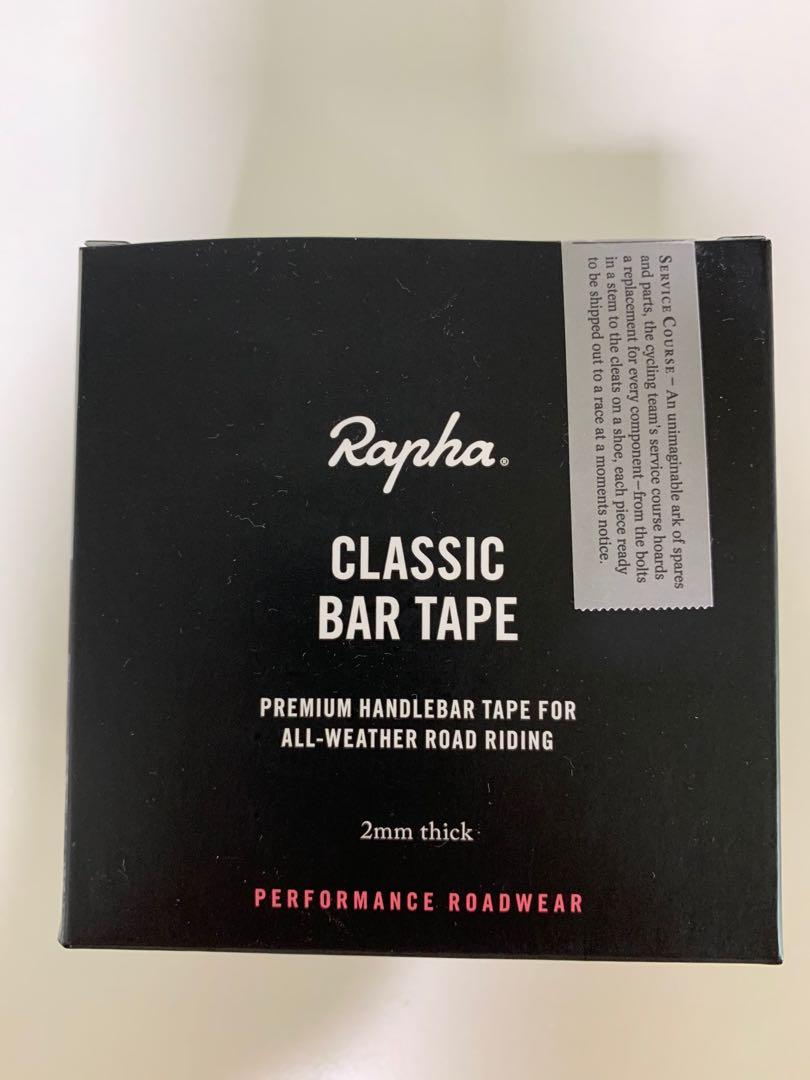 Rapha®
CLASSIC
BAR TAPE
PREMIUM HANDLEBAR TAPE FOR
ALL-WEATHER ROAD RIDING
2mm thick
PERFORMANCE ROADWEAR
SERVICE COURSE – An unimaginable ark of spares
and parts, the cycling team's service course hoards
a replacement for every component – from the bolts
in a stem to the cleats on a shoe, each piece ready
to be shipped out to a race at a moments notice.